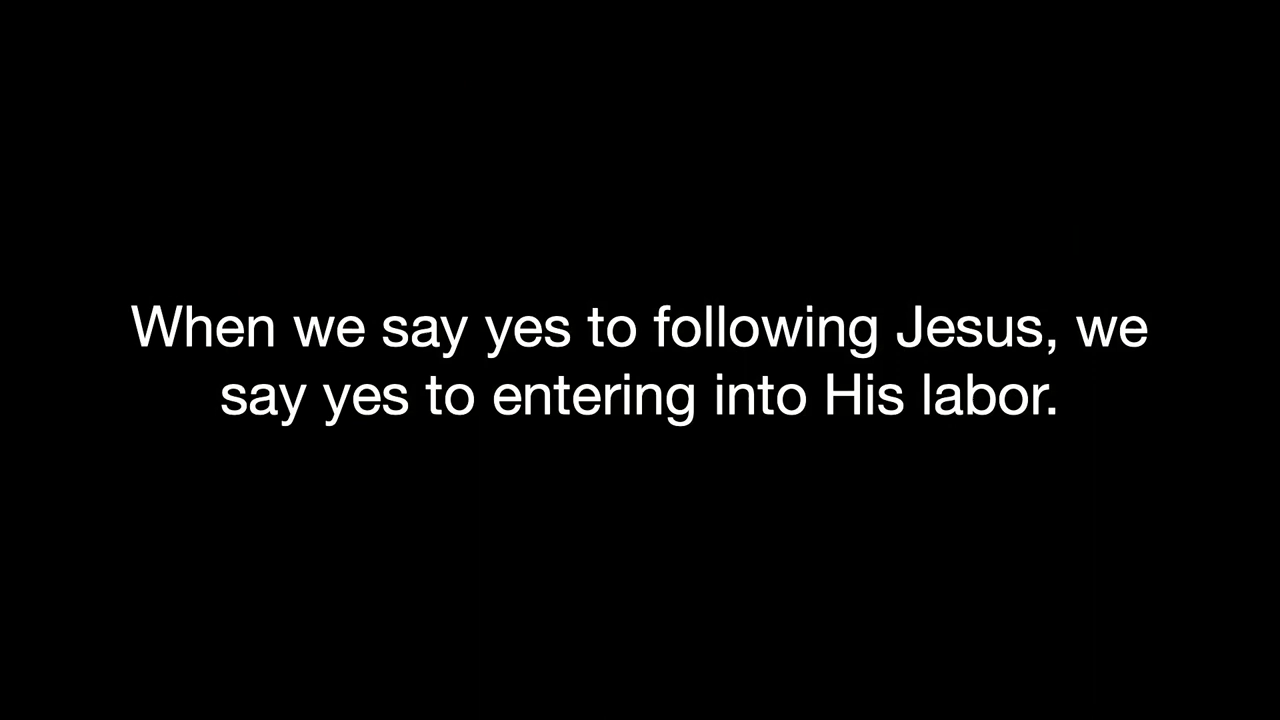 When we say yes to following Jesus, we
say yes to entering into His labor.